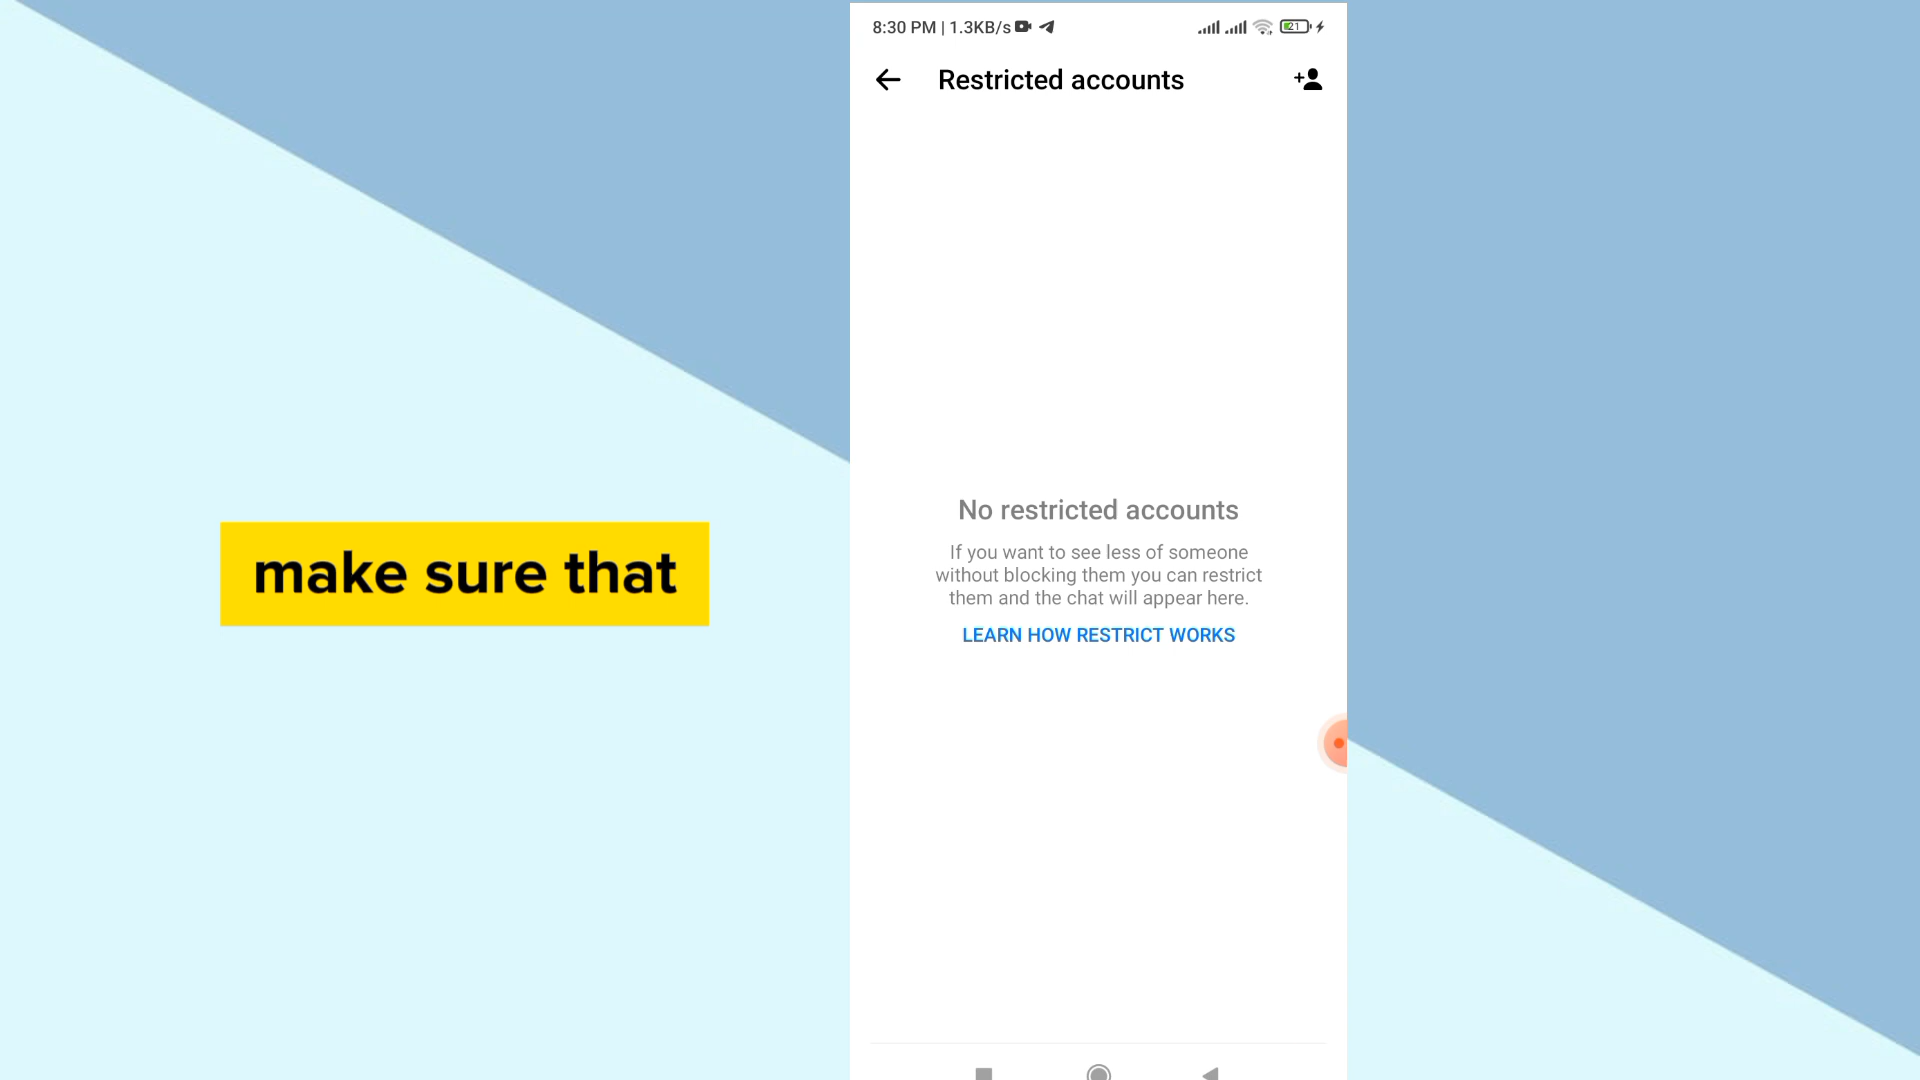 8:30 PM | 1.3KB/s
21
Restricted accounts
make sure that
No restricted accounts
If you want to see less of someone
without blocking them you can restrict
them and the chat will appear here.
LEARN HOW RESTRICT WORKS